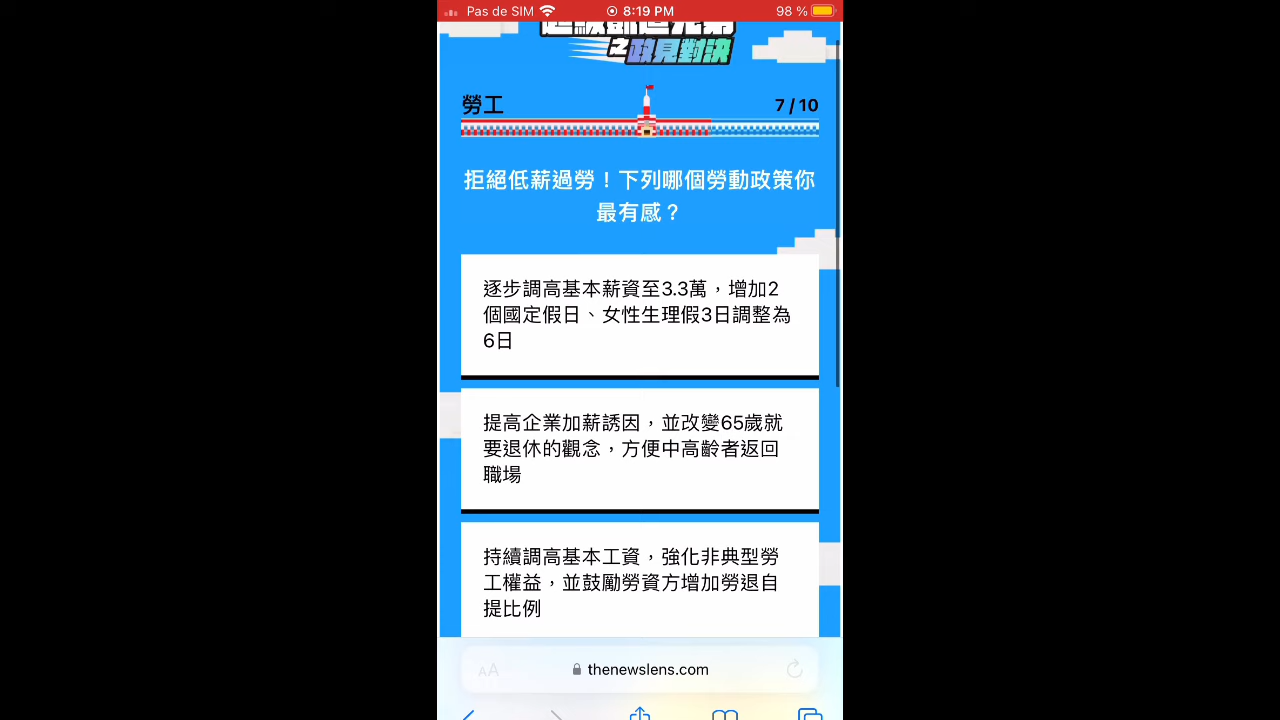 Pas de SIM 8:19 PM 98 %
之政見對決
勞工 7 / 10
拒絕低薪過勞！下列哪個勞動政策你
最有感？
逐步調高基本薪資至3.3萬，增加2
個國定假日、女性生理假3日調整為
6日
提高企業加薪誘因，並改變65歲就
要退休的觀念，方便中高齡者返回
職場
持續調高基本工資，強化非典型勞
工權益，並鼓勵勞資方增加勞退自
提比例
AA thenewslens.com